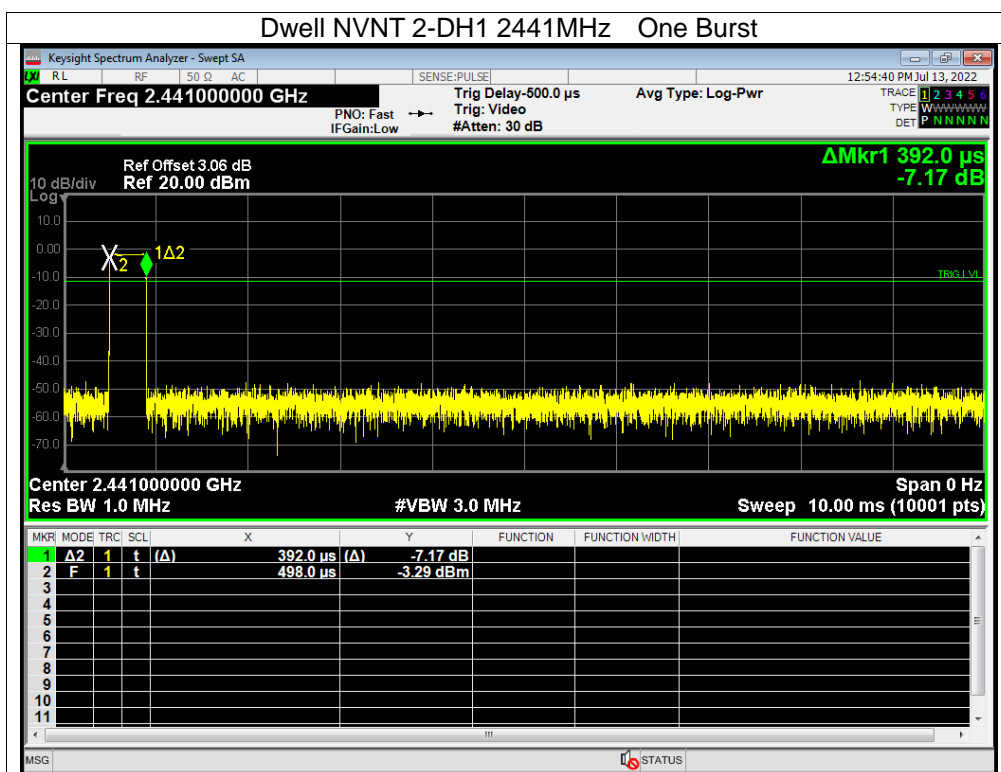 Dwell NVNT 2-DH1 2441MHz One Burst
Keysight Spectrum Analyzer - Swept SA
LXI RL RF 50 Ω AC SENSE:PULSE 12:54:40 PM Jul 13, 2022
Center Freq 2.441000000 GHz Trig Delay-500.0 µs Avg Type: Log-Pwr TRACE 1 2 3 4 5 6
PNO: Fast Trig: Video TYPE WWWWWWW
IFGain:Low #Atten: 30 dB DET P N N N N N
ΔMkr1 392.0 µs
Ref Offset 3.06 dB
10 dB/div Ref 20.00 dBm -7.17 dB
Log
10.0
0.00
1Δ2
2
-10.0
TRIG LVL
-20.0
-30.0
-40.0
-50.0
-60.0
-70.0
Center 2.441000000 GHz Span 0 Hz
Res BW 1.0 MHz #VBW 3.0 MHz Sweep 10.00 ms (10001 pts)
MKR MODE TRC SCL X Y FUNCTION FUNCTION WIDTH FUNCTION VALUE
1 Δ2 1 t (Δ) 392.0 µs (Δ) -7.17 dB
2 F 1 t 498.0 µs -3.29 dBm
3
4
5
6
7
8
9
10
11
MSG STATUS